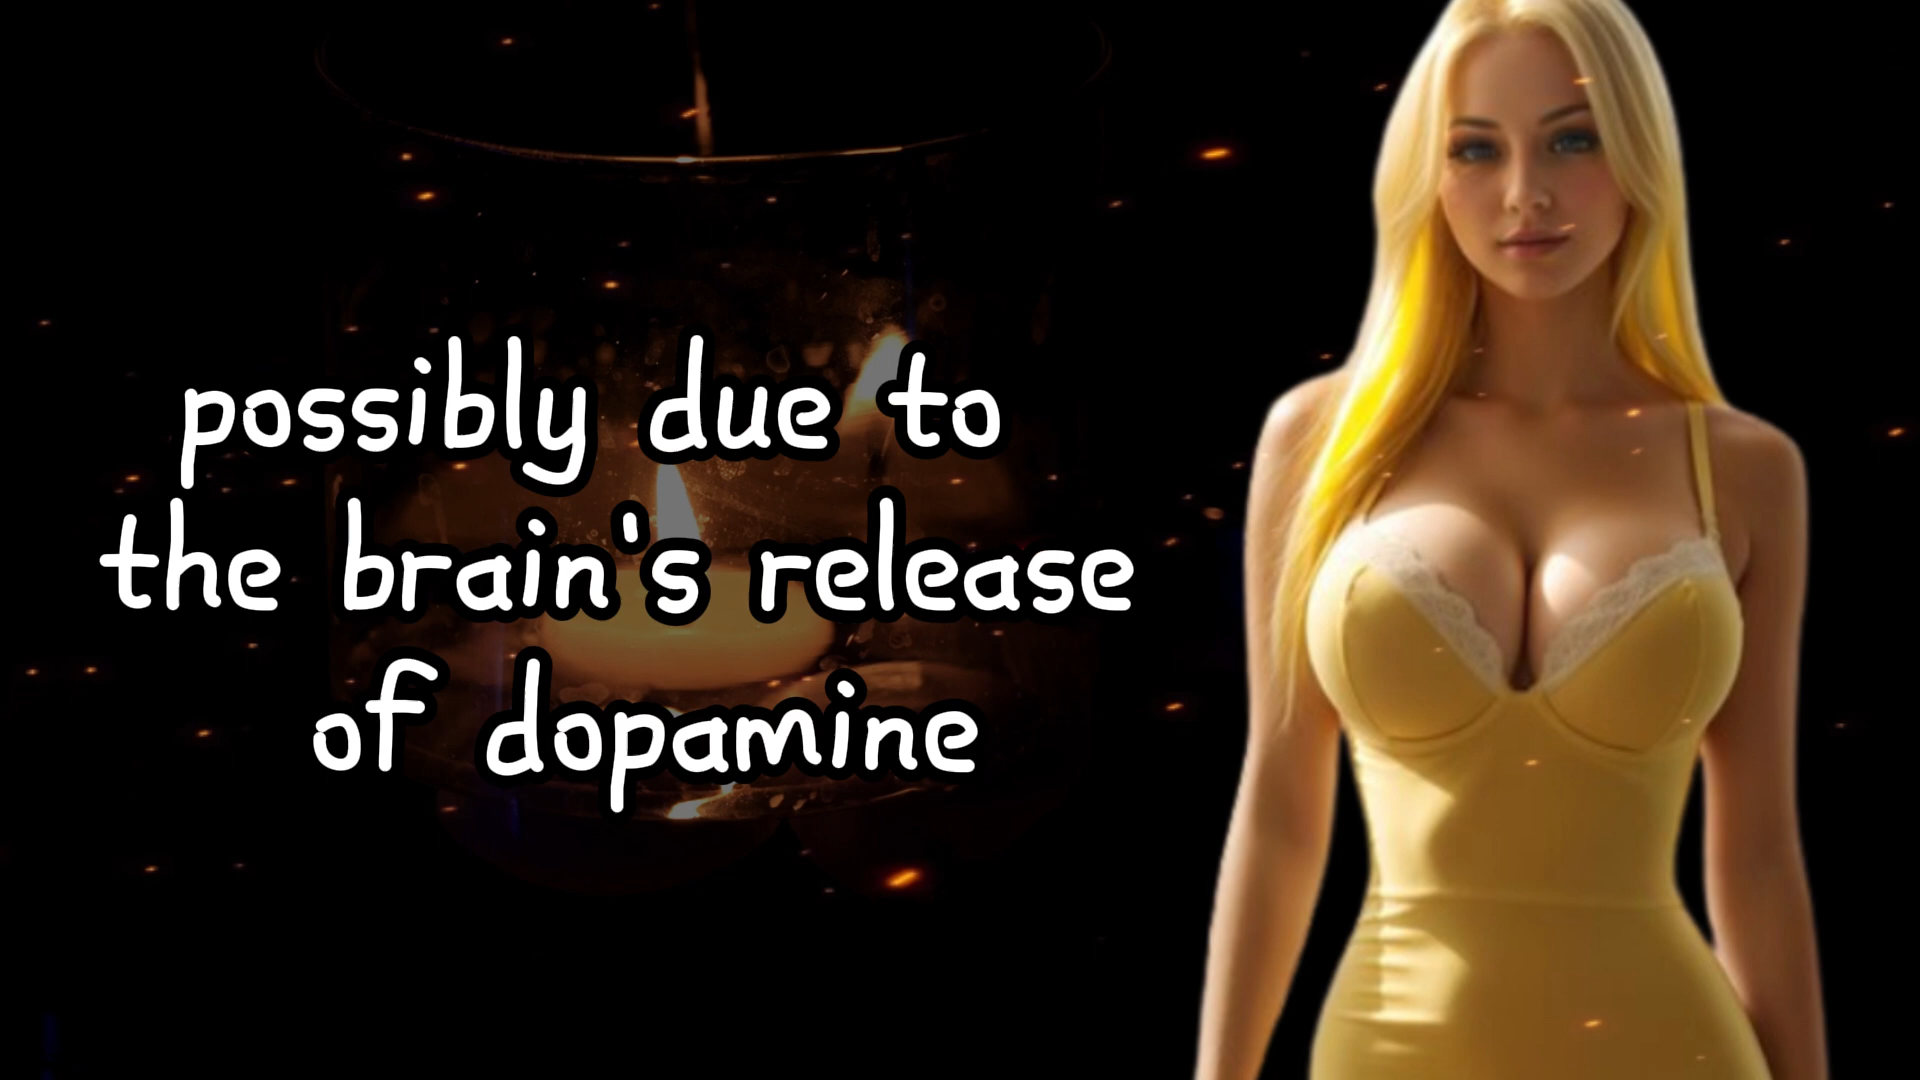 possibly due to
the brain's release
of dopamine